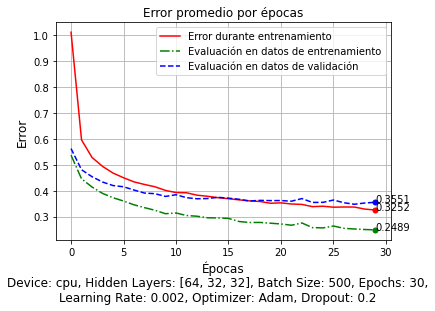 Error promedio por épocas
Error durante entrenamiento
Evaluación en datos de entrenamiento
Evaluación en datos de validación
Error
1.0
0.9
0.8
0.7
0.6
0.5
0.4
0.3
0.3551
0.3252
0.2489
0 5 10 15 20 25 30
Épocas
Device: cpu, Hidden Layers: [64, 32, 32], Batch Size: 500, Epochs: 30,
Learning Rate: 0.002, Optimizer: Adam, Dropout: 0.2